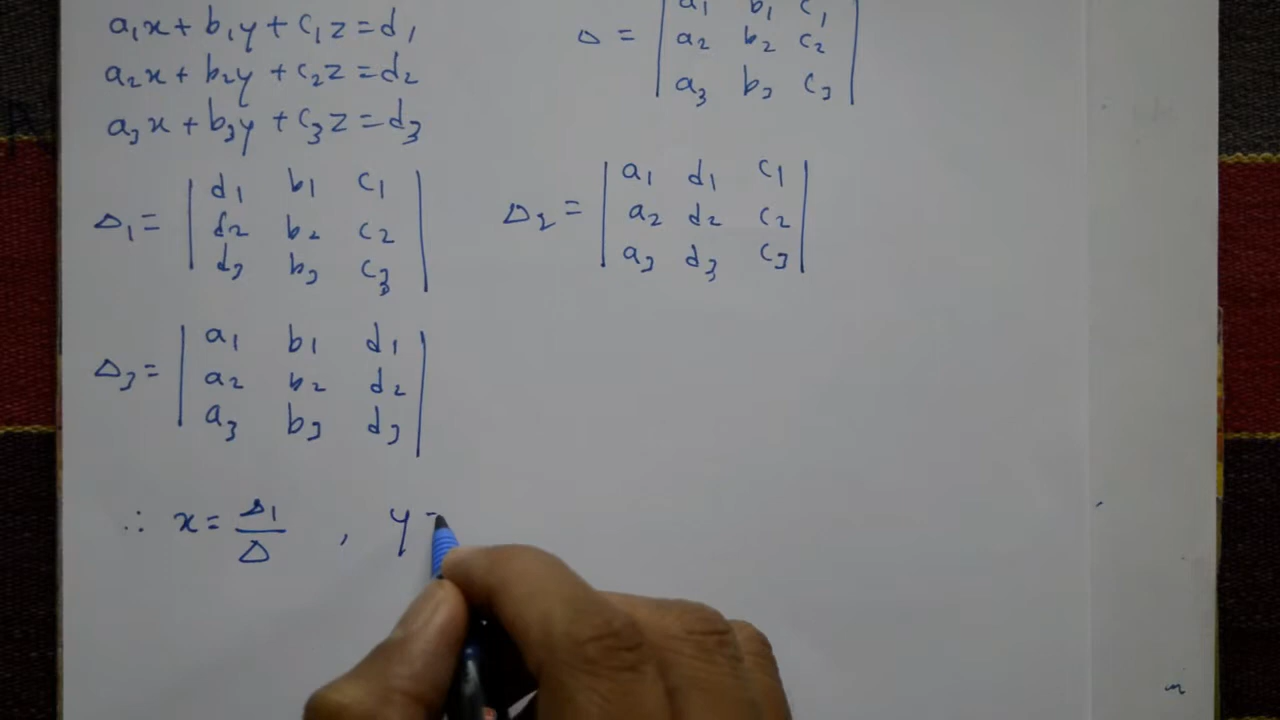 a₁x + b₁y + c₁z = d₁
a₂x + b₂y + c₂z = d₂
a₃x + b₃y + c₃z = d₃
Δ = | a₁ b₁ c₁ |
| a₂ b₂ c₂ |
| a₃ b₃ c₃ |
Δ₁ = | d₁ b₁ c₁ |
| d₂ b₂ c₂ |
| d₃ b₃ c₃ |
Δ₂ = | a₁ d₁ c₁ |
| a₂ d₂ c₂ |
| a₃ d₃ c₃ |
Δ₃ = | a₁ b₁ d₁ |
| a₂ b₂ d₂ |
| a₃ b₃ d₃ |
∴ x = Δ₁/Δ , y